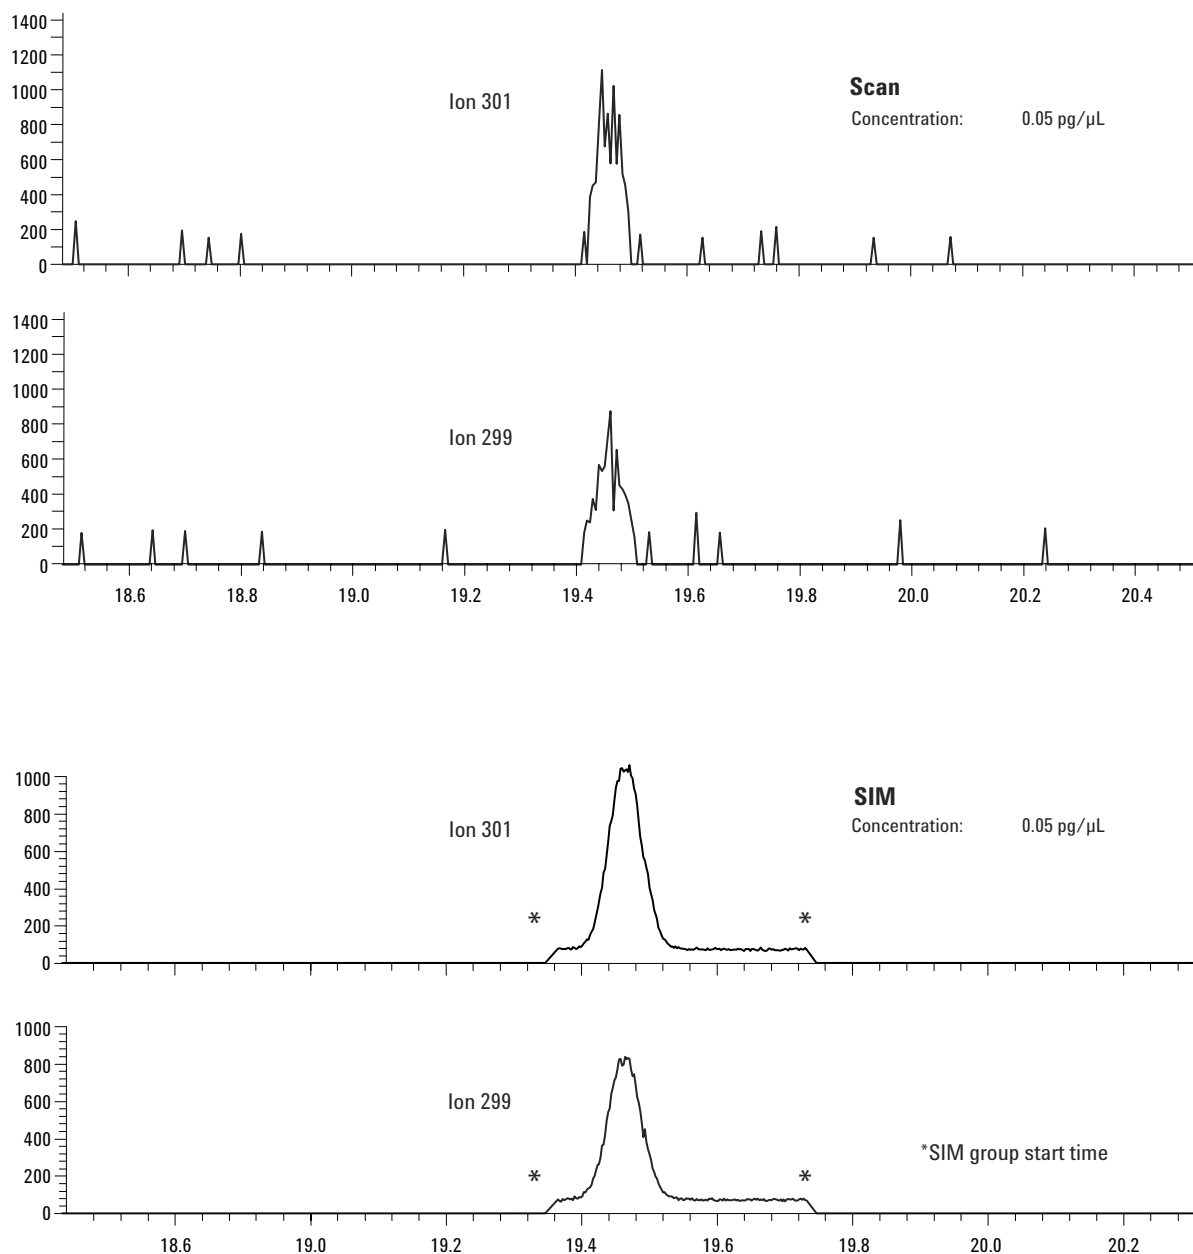 1400
1200
1000
800
600
400
200
0
Ion 301
Scan
Concentration: 0.05 pg/µL
1400
1200
1000
800
600
400
200
0
Ion 299
18.6 18.8 19.0 19.2 19.4 19.6 19.8 20.0 20.2 20.4
1000
800
600
400
200
0
Ion 301
SIM
Concentration: 0.05 pg/µL
* *
1000
800
600
400
200
0
Ion 299
* *
*SIM group start time
18.6 19.0 19.2 19.4 19.6 19.8 20.0 20.2